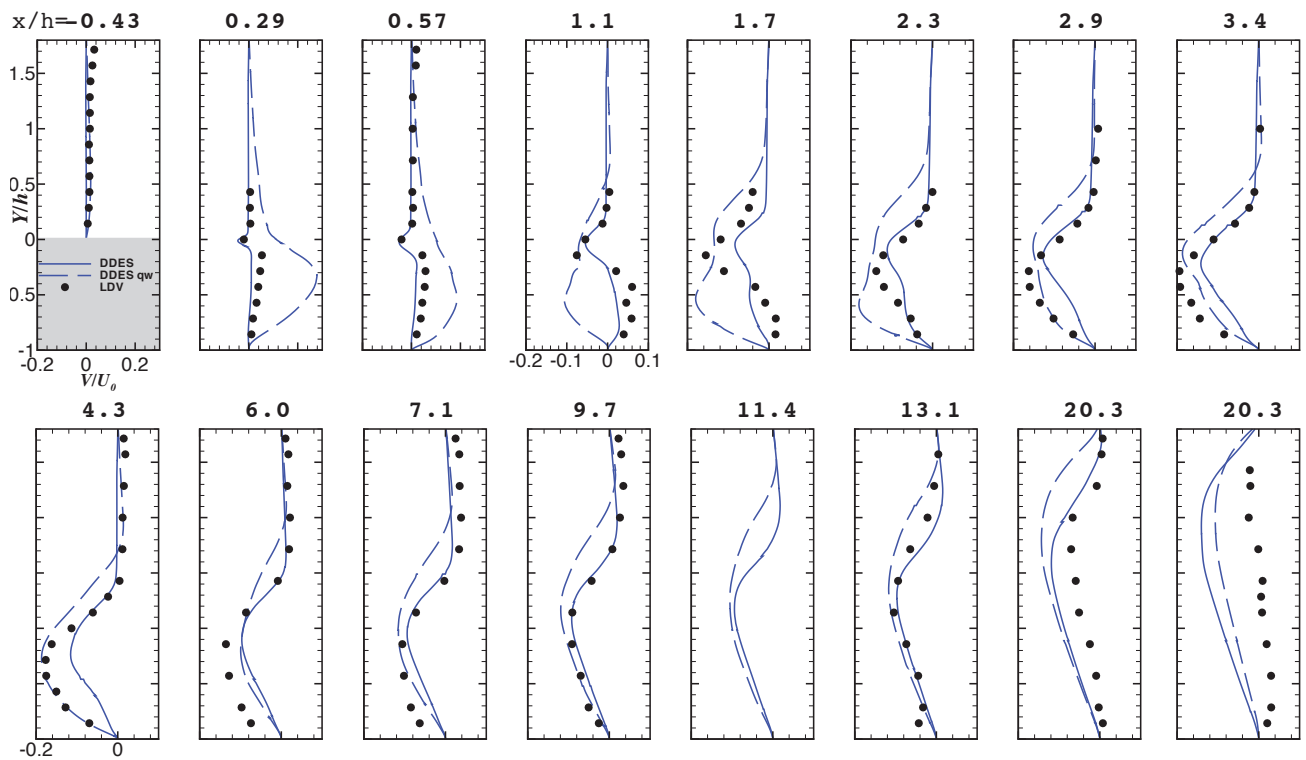 x/h=-0.43 0.29 0.57 1.1 1.7 2.3 2.9 3.4
1.5
1
0.5
Y/h
0
DDES
DDES qw
LDV
0.5
-1
-0.2 0 0.2 -0.2 -0.1 0 0.1
V/U0
4.3 6.0 7.1 9.7 11.4 13.1 20.3 20.3
-0.2 0